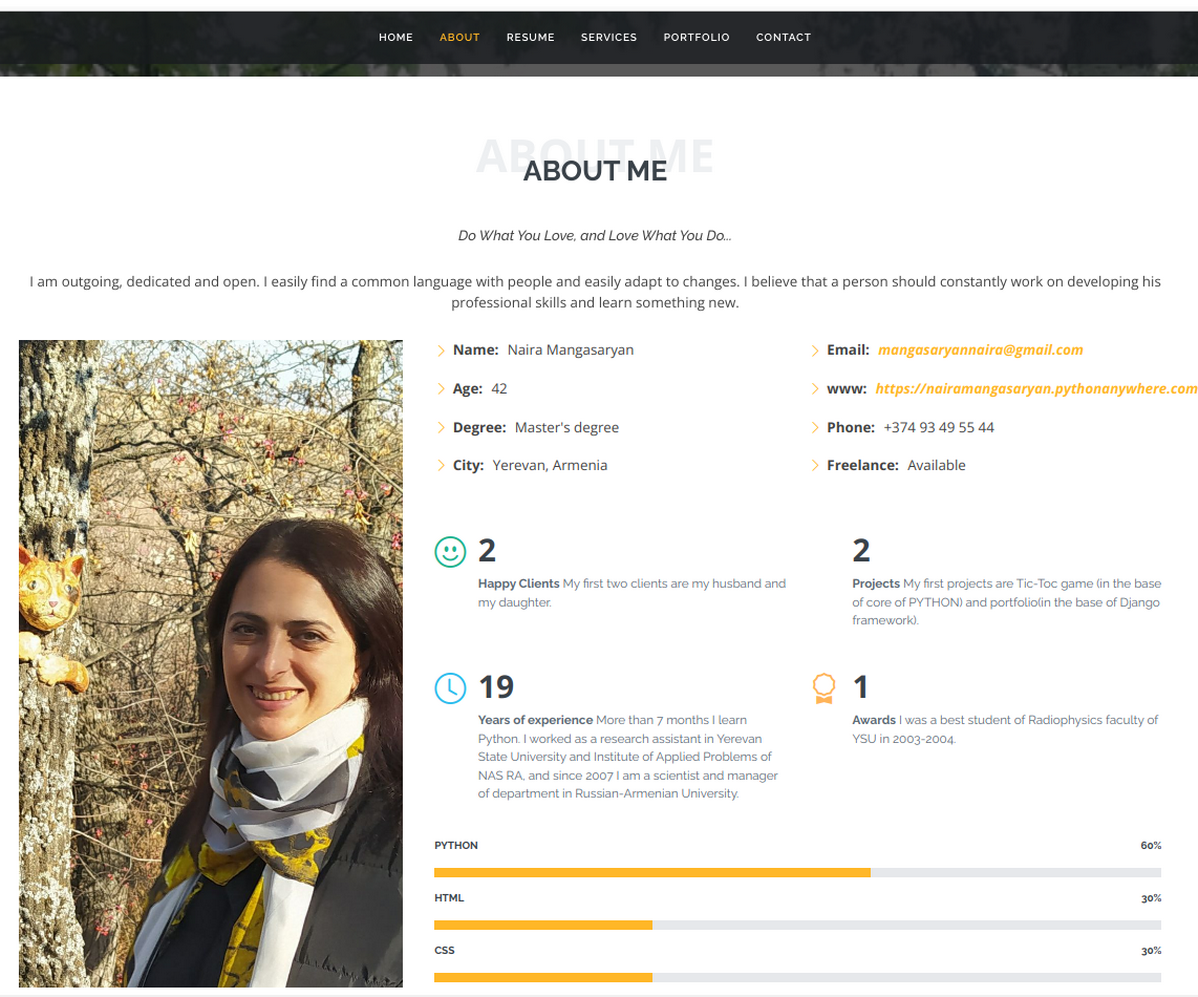 HOME ABOUT RESUME SERVICES PORTFOLIO CONTACT
ABOUT ME
ABOUT ME
Do What You Love, and Love What You Do...
I am outgoing, dedicated and open. I easily find a common language with people and easily adapt to changes. I believe that a person should constantly work on developing his
professional skills and learn something new.
Name: Naira Mangasaryan
Age: 42
Degree: Master's degree
City: Yerevan, Armenia
Email: mangasaryannaira@gmail.com
www: https://nairamangasaryan.pythonanywhere.com
Phone: +374 93 49 55 44
Freelance: Available
2
Happy Clients My first two clients are my husband and
my daughter.
2
Projects My first projects are Tic-Toc game (in the base
of core of PYTHON) and portfolio(in the base of Django
framework).
19
Years of experience More than 7 months I learn
Python. I worked as a research assistant in Yerevan
State University and Institute of Applied Problems of
NAS RA, and since 2007 I am a scientist and manager
of department in Russian-Armenian University.
1
Awards I was a best student of Radiophysics faculty of
YSU in 2003-2004.
PYTHON 60%
HTML 30%
CSS 30%